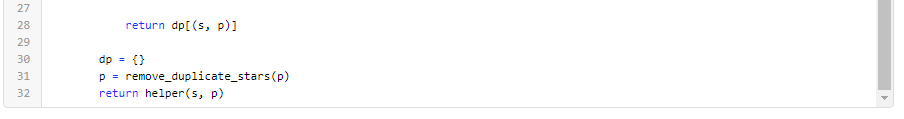 27
28 return dp[(s, p)]
29
30 dp = {}
31 p = remove_duplicate_stars(p)
32 return helper(s, p)